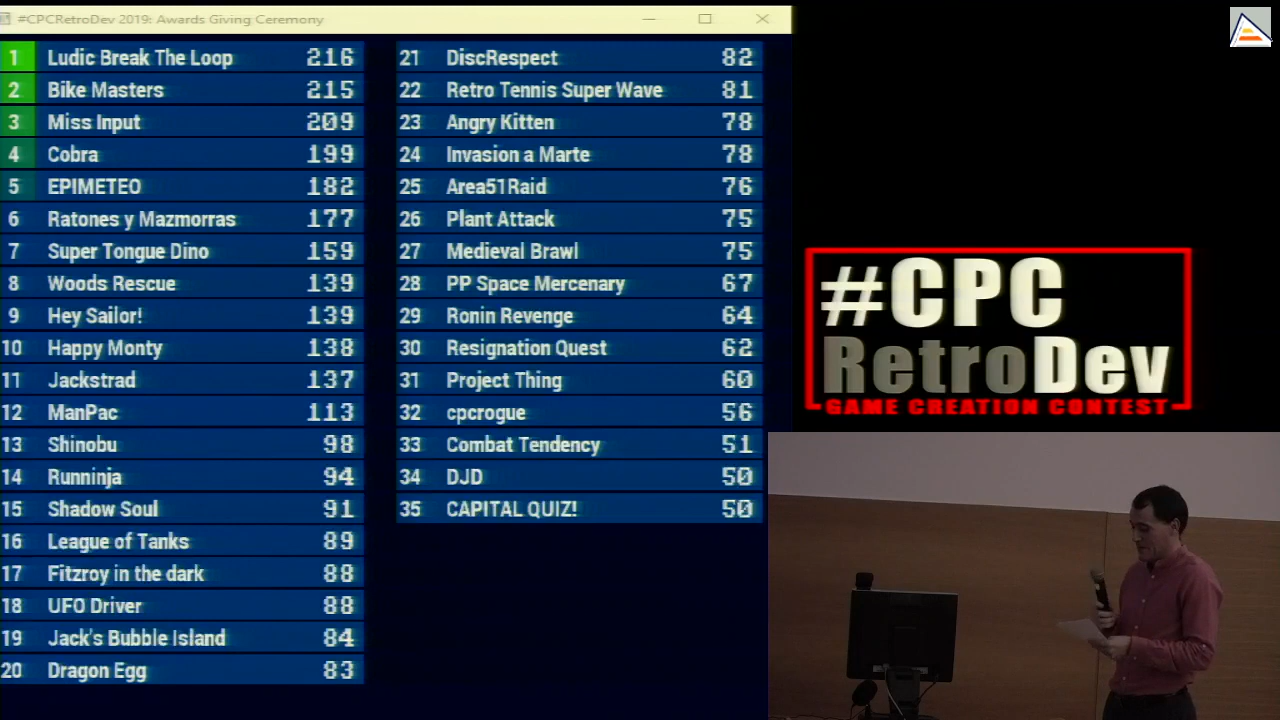 #CPCRetroDev 2019: Awards Giving Ceremony
1 Ludic Break The Loop 216
2 Bike Masters 215
3 Miss Input 209
4 Cobra 199
5 EPIMETEO 182
6 Ratones y Mazmorras 177
7 Super Tongue Dino 159
8 Woods Rescue 139
9 Hey Sailor! 139
10 Happy Monty 138
11 Jackstrad 137
12 ManPac 113
13 Shinobu 98
14 Runninja 94
15 Shadow Soul 91
16 League of Tanks 89
17 Fitzroy in the dark 88
18 UFO Driver 88
19 Jack's Bubble Island 84
20 Dragon Egg 83
21 DiscRespect 82
22 Retro Tennis Super Wave 81
23 Angry Kitten 78
24 Invasion a Marte 78
25 Area51Raid 76
26 Plant Attack 75
27 Medieval Brawl 75
28 PP Space Mercenary 67
29 Ronin Revenge 64
30 Resignation Quest 62
31 Project Thing 60
32 cpcrogue 56
33 Combat Tendency 51
34 DJD 50
35 CAPITAL QUIZ! 50
#CPC
RetroDev
GAME CREATION CONTEST